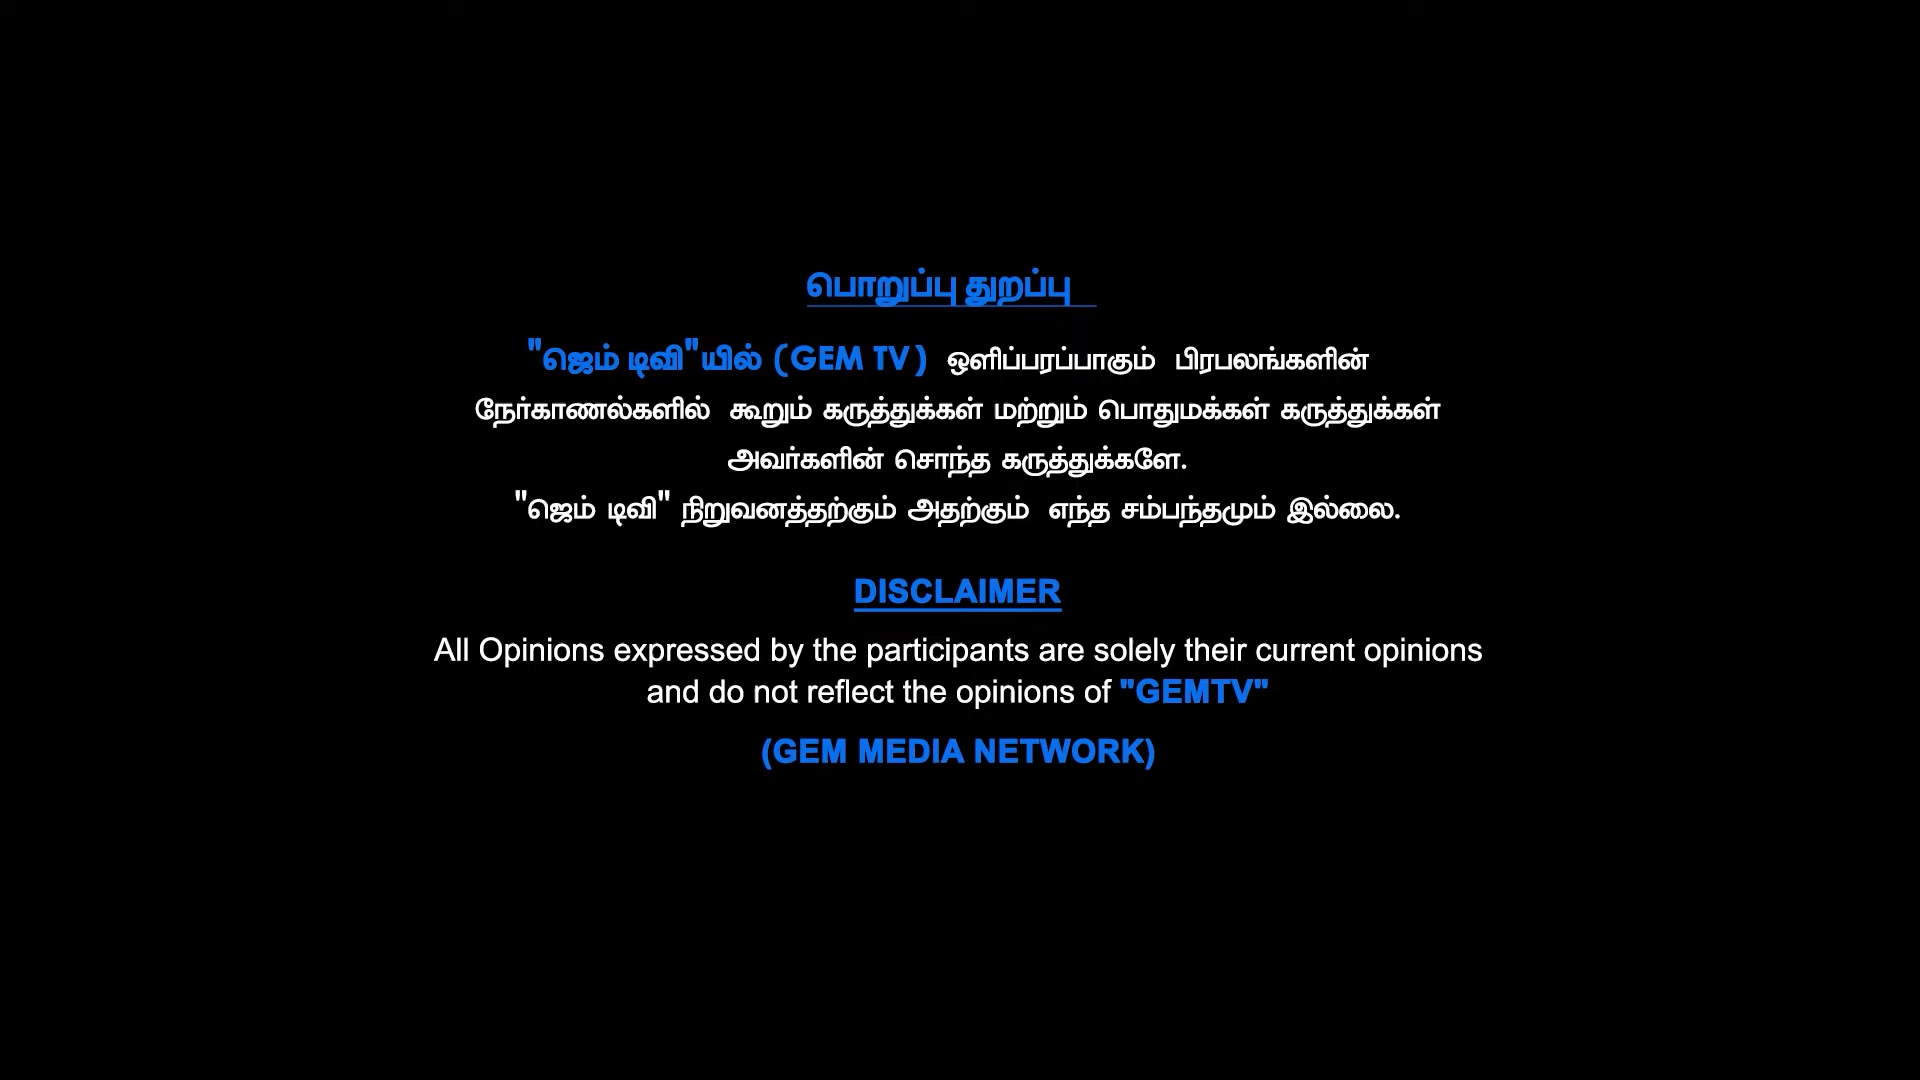 பொறுப்பு துறப்பு
"ஜெம் டிவி"யில் (GEM TV) ஒளிப்பரப்பாகும் பிரபலங்களின்
நேர்காணல்களில் கூறும் கருத்துக்கள் மற்றும் பொதுமக்கள் கருத்துக்கள்
அவர்களின் சொந்த கருத்துக்களே.
"ஜெம் டிவி" நிறுவனத்தற்கும் அதற்கும் எந்த சம்பந்தமும் இல்லை.
DISCLAIMER
All Opinions expressed by the participants are solely their current opinions
and do not reflect the opinions of "GEMTV"
(GEM MEDIA NETWORK)